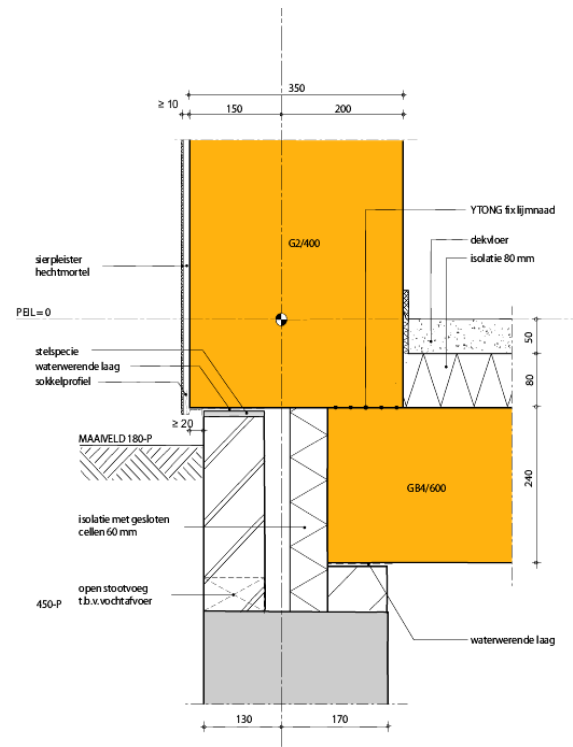 350
≥ 10
150
200
YTONG fix lijmnaad
G2/400
dekvloer
isolatie 80 mm
sierpleister
hechtmortel
PEIL = 0
50
stelspecie
waterwerende laag
sokkelprofiel
80
≥ 20
MAAIVELD 180-P
240
GB4/600
isolatie met gesloten
cellen 60 mm
open stootvoeg
t.b.v. vochtafvoer
450-P
waterwerende laag
130
170